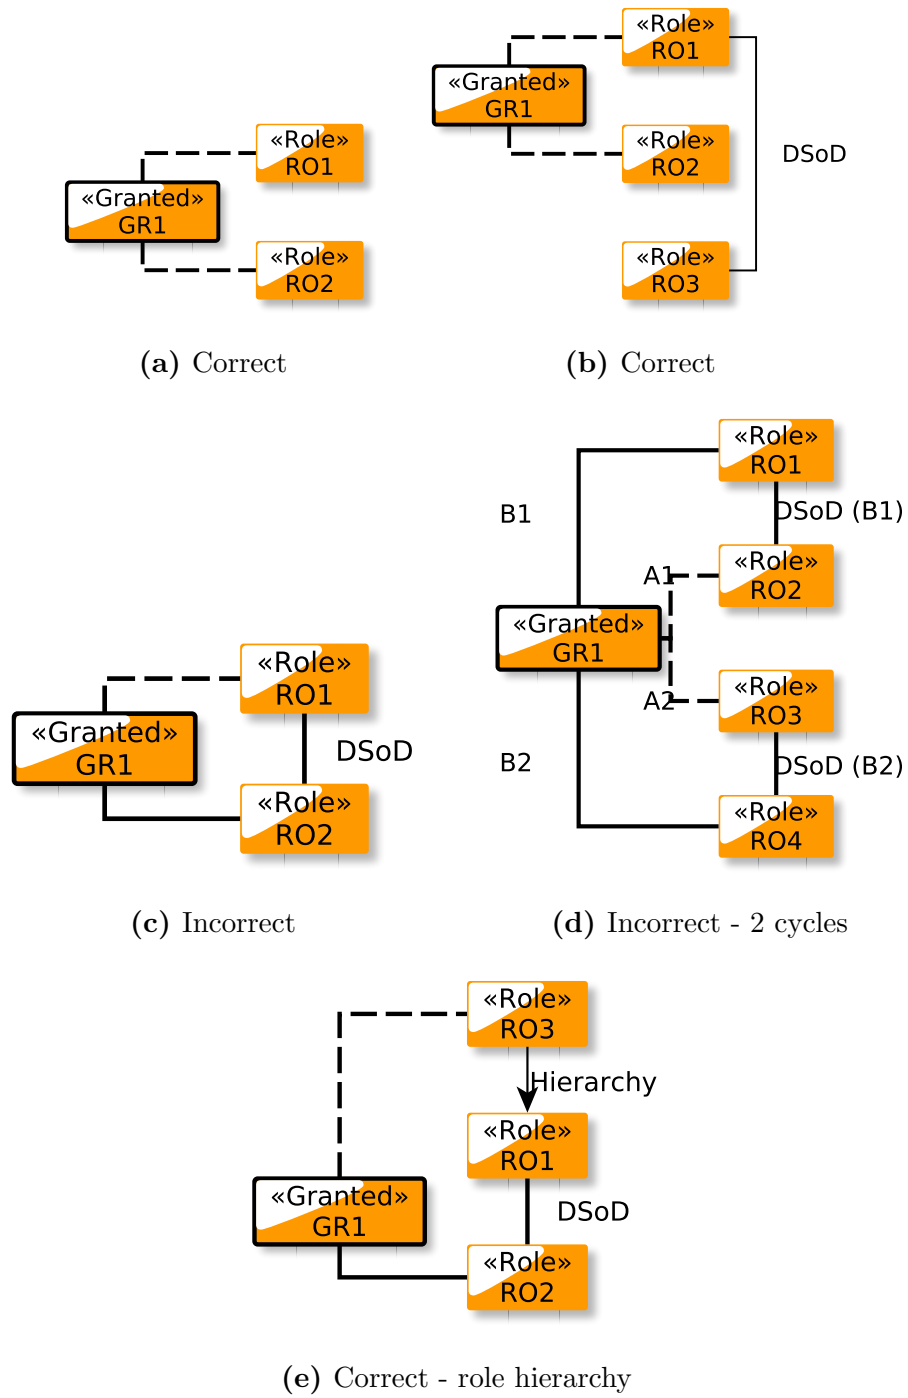 «Role»
RO1
«Granted»
GR1
«Role»
RO2
(a) Correct
«Role»
RO1
«Granted»
GR1
«Role»
RO2
DSoD
«Role»
RO3
(b) Correct
«Role»
RO1
«Granted»
GR1
DSoD
«Role»
RO2
(c) Incorrect
«Role»
RO1
B1
DSoD (B1)
A1
«Role»
RO2
«Granted»
GR1
A2
«Role»
RO3
B2
DSoD (B2)
«Role»
RO4
(d) Incorrect - 2 cycles
«Role»
RO3
Hierarchy
«Role»
RO1
«Granted»
GR1
DSoD
«Role»
RO2
(e) Correct - role hierarchy